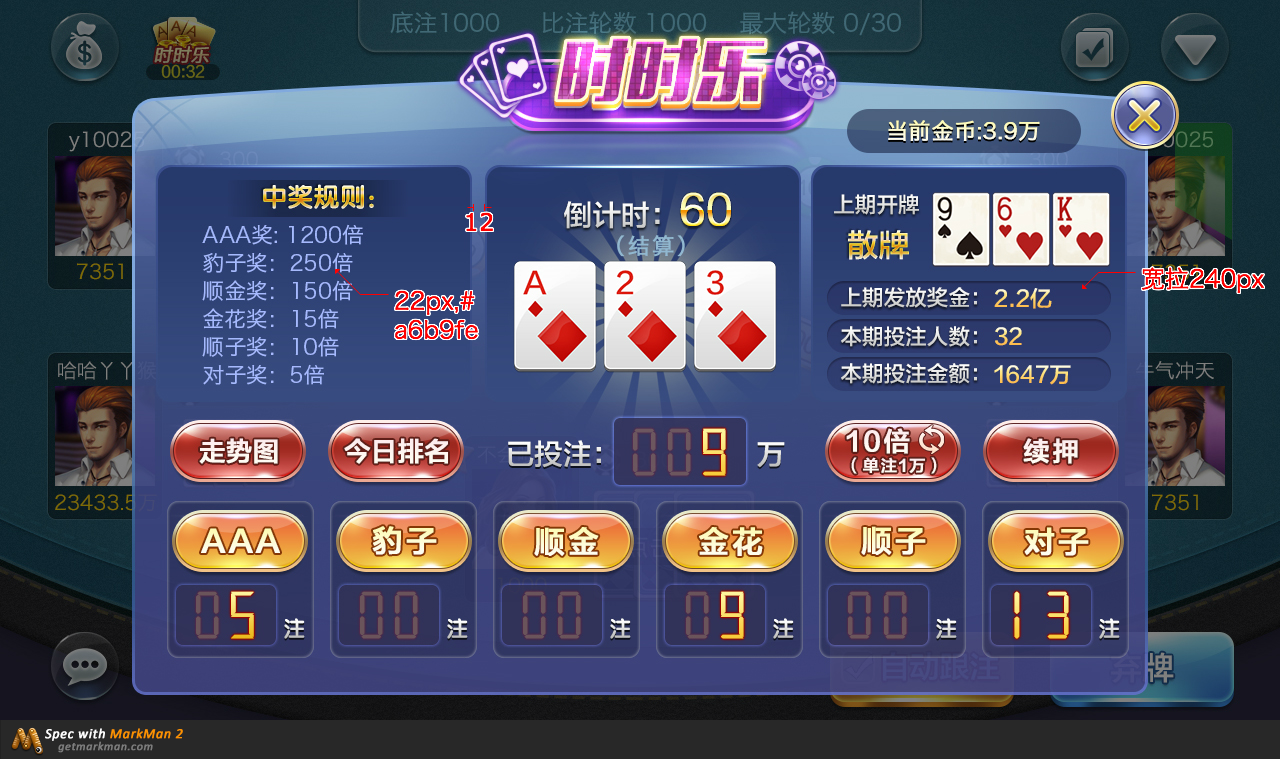 底注1000 比注轮数 1000 最大轮数 0/30
时时乐
00:32
时时乐
当前金币:3.9万
y10025
7351
哈哈丫丫
23433.5万
0025
牛气冲天
7351
中奖规则:
AAA奖: 1200倍
豹子奖: 250倍
顺金奖: 150倍
金花奖: 15倍
顺子奖: 10倍
对子奖: 5倍
22px,#
a6b9fe
12
倒计时: 60
(结算)
A
2
3
上期开牌
散牌
9
6
K
上期发放奖金: 2.2亿
本期投注人数: 32
本期投注金额: 1647万
宽拉240px
走势图
今日排名
已投注: 009 万
10倍
(单注1万)
续押
AAA
豹子
顺金
金花
顺子
对子
05 注
00 注
00 注
09 注
00 注
13 注
自动跟注
弃牌
Spec with MarkMan 2
getmarkman.com